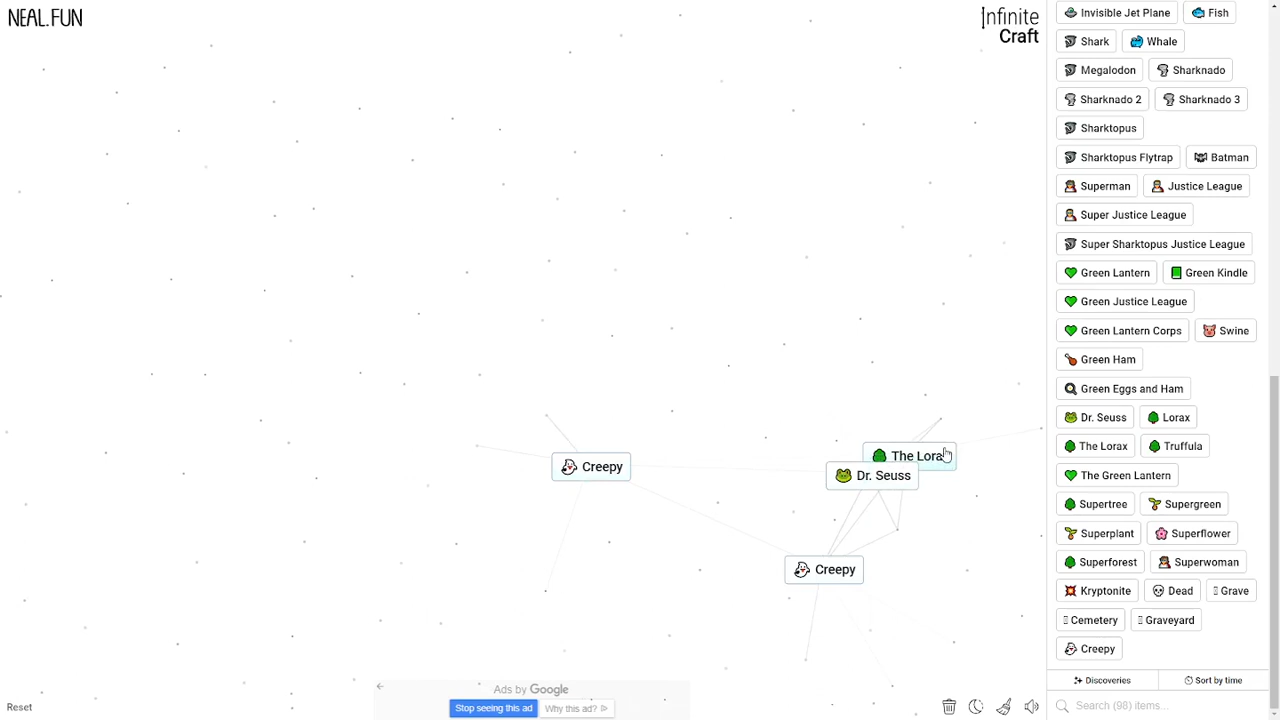 NEAL.FUN
Infinite
Craft
Invisible Jet Plane Fish
Shark Whale
Megalodon Sharknado
Sharknado 2 Sharknado 3
Sharktopus
Sharktopus Flytrap Batman
Superman Justice League
Super Justice League
Super Sharktopus Justice League
Green Lantern Green Kindle
Green Justice League
Green Lantern Corps Swine
Green Ham
Green Eggs and Ham
Dr. Seuss Lorax
The Lorax Truffula
The Green Lantern
Supertree Supergreen
Superplant Superflower
Superforest Superwoman
Kryptonite Dead Grave
Cemetery Graveyard
Creepy
The Lorax
Creepy
Dr. Seuss
Creepy
Discoveries Sort by time
Search (98) items...
Ads by Google
Stop seeing this ad Why this ad?
Reset